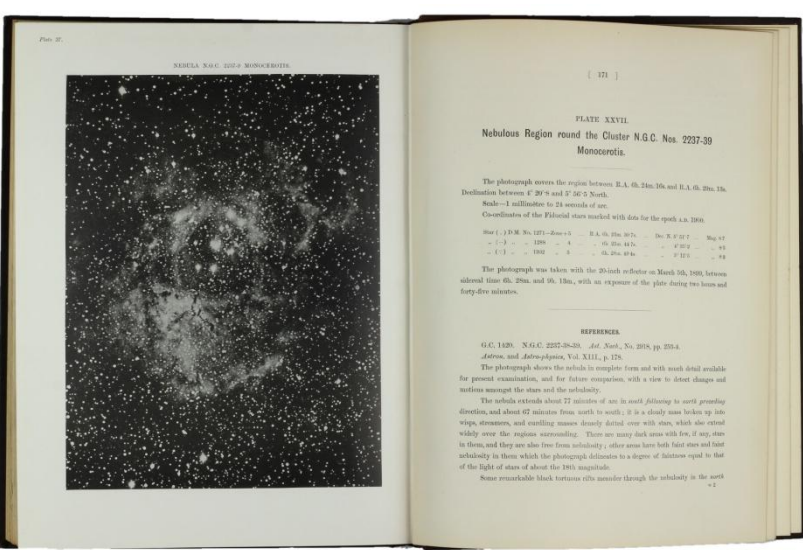 NEBULA N.G.C. 2237-9 MONOCEROTIS.
[ 171 ]
PLATE XXVII.
Nebulous Region round the Cluster N.G.C. Nos. 2237-39
Monocerotis.
The photograph covers the region between R.A. 6h. and R.A. 6h.
Declination between 4° and 5° North.
Scale—1 millimètre to 24 seconds of arc.
Co-ordinates of the Fiducial stars marked with dots for the epoch A.D. 1900.
Star D.M. No. Zone R.A. 6h. Dec. N. Mag.
The photograph was taken with the 20-inch reflector on March 5th, 1899, between
sidereal time 6h. 28m. and 9h. 13m., with an exposure of the plate during two hours and
forty-five minutes.
REFERENCES.
G.C. 1420. N.G.C. 2237-38-39. Ast. Nach., No. 2918, pp. 253-4.
Astron. and Astro-physics, Vol. XIII., p. 178.
The photograph shows the nebula in complete form and with much detail available
for present examination, and for future comparison, with a view to detect changes and
motions amongst the stars and the nebulosity.
The nebula extends about 77 minutes of arc in south following to north preceding
direction, and about 67 minutes from north to south; it is a cloudy mass broken up into
wisps, streamers, and curdling masses densely dotted over with stars, which also extend
widely over the regions surrounding. There are many dark areas with few, if any, stars
in them, and they are also free from nebulosity; other areas have both faint stars and faint
nebulosity in them which the photograph delineates to a degree of faintness equal to that
of the light of stars of about the 18th magnitude.
Some remarkable black tortuous rifts meander through the nebulosity in the north